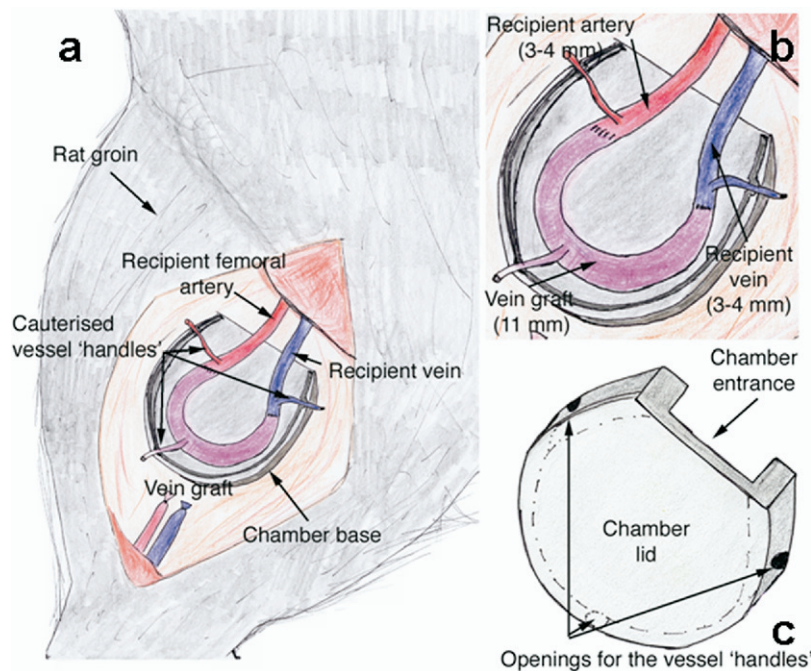 a
Rat groin
Recipient femoral
artery
Cauterised
vessel ‘handles’
Recipient vein
Vein graft
Chamber base
b
Recipient artery
(3-4 mm)
Recipient
vein
(3-4 mm)
Vein graft
(11 mm)
Chamber
entrance
Chamber
lid
c
Openings for the vessel ‘handles’